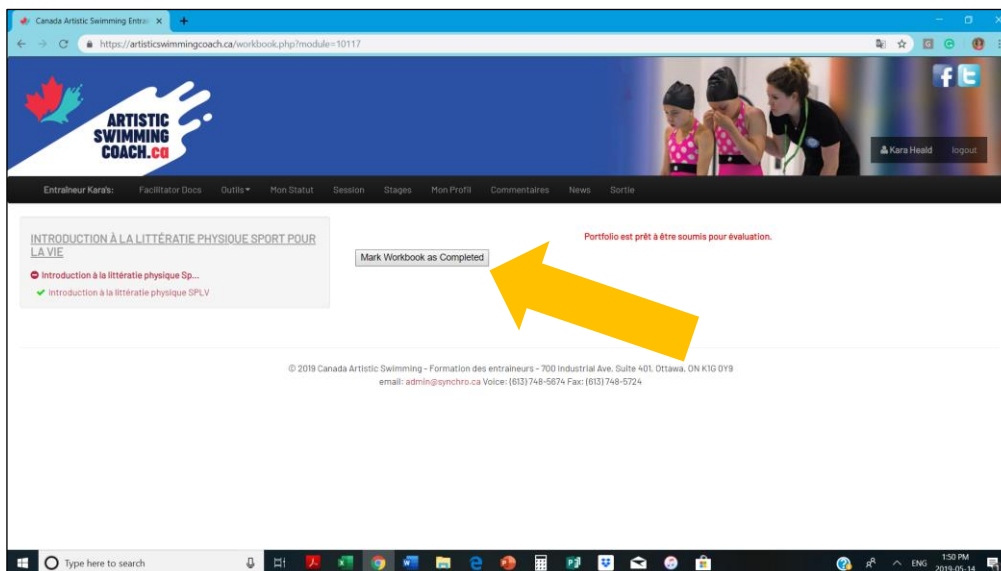 Canada Artistic Swimming Entraî
https://artisticswimmingcoach.ca/workbook.php?module=10117
ARTISTIC
SWIMMING
COACH.ca
Kara Heald logout
Entraîneur Kara's: Facilitator Docs Outils Mon Statut Session Stages Mon Profil Commentaires News Sortie
INTRODUCTION À LA LITTÉRATIE PHYSIQUE SPORT POUR
LA VIE
Introduction à la littératie physique Sp...
Introduction à la littératie physique SPLV
Mark Workbook as Completed
Portfolio est prêt à être soumis pour évaluation.
© 2019 Canada Artistic Swimming - Formation des entraîneurs - 700 Industrial Ave, Suite 401, Ottawa, ON K1G 0Y9
email: admin@synchro.ca Voice: (613) 748-5674 Fax: (613) 748-5724
Type here to search
ENG
1:50 PM
2019-05-14